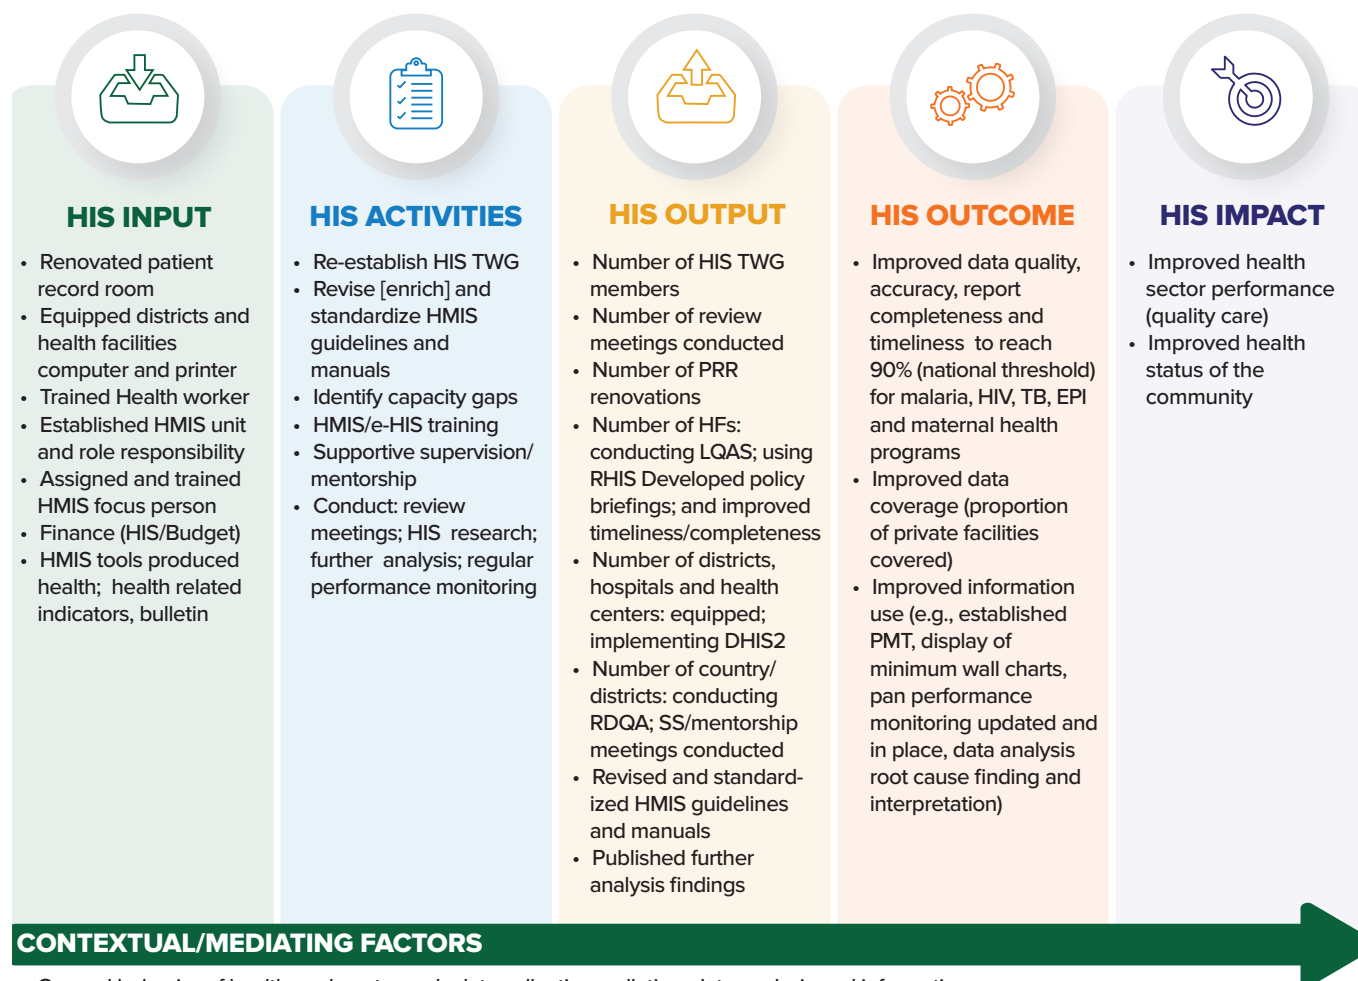 HIS INPUT
• Renovated patient
record room
• Equipped districts and
health facilities
computer and printer
• Trained Health worker
• Established HMIS unit
and role responsibility
• Assigned and trained
HMIS focus person
• Finance (HIS/Budget)
• HMIS tools produced
health; health related
indicators, bulletin
HIS ACTIVITIES
• Re-establish HIS TWG
• Revise [enrich] and
standardize HMIS
guidelines and
manuals
• Identify capacity gaps
• HMIS/e-HIS training
• Supportive supervision/
mentorship
• Conduct: review
meetings; HIS research;
further analysis; regular
performance monitoring
HIS OUTPUT
• Number of HIS TWG
members
• Number of review
meetings conducted
• Number of PRR
renovations
• Number of HFs:
conducting LQAS; using
RHIS Developed policy
briefings; and improved
timeliness/completeness
• Number of districts,
hospitals and health
centers: equipped;
implementing DHIS2
• Number of country/
districts: conducting
RDQA; SS/mentorship
meetings conducted
• Revised and standard-
ized HMIS guidelines
and manuals
• Published further
analysis findings
HIS OUTCOME
• Improved data quality,
accuracy, report
completeness and
timeliness to reach
90% (national threshold)
for malaria, HIV, TB, EPI
and maternal health
programs
• Improved data
coverage (proportion
of private facilities
covered)
• Improved information
use (e.g., established
PMT, display of
minimum wall charts,
pan performance
monitoring updated and
in place, data analysis
root cause finding and
interpretation)
HIS IMPACT
• Improved health
sector performance
(quality care)
• Improved health
status of the
community
CONTEXTUAL/MEDIATING FACTORS